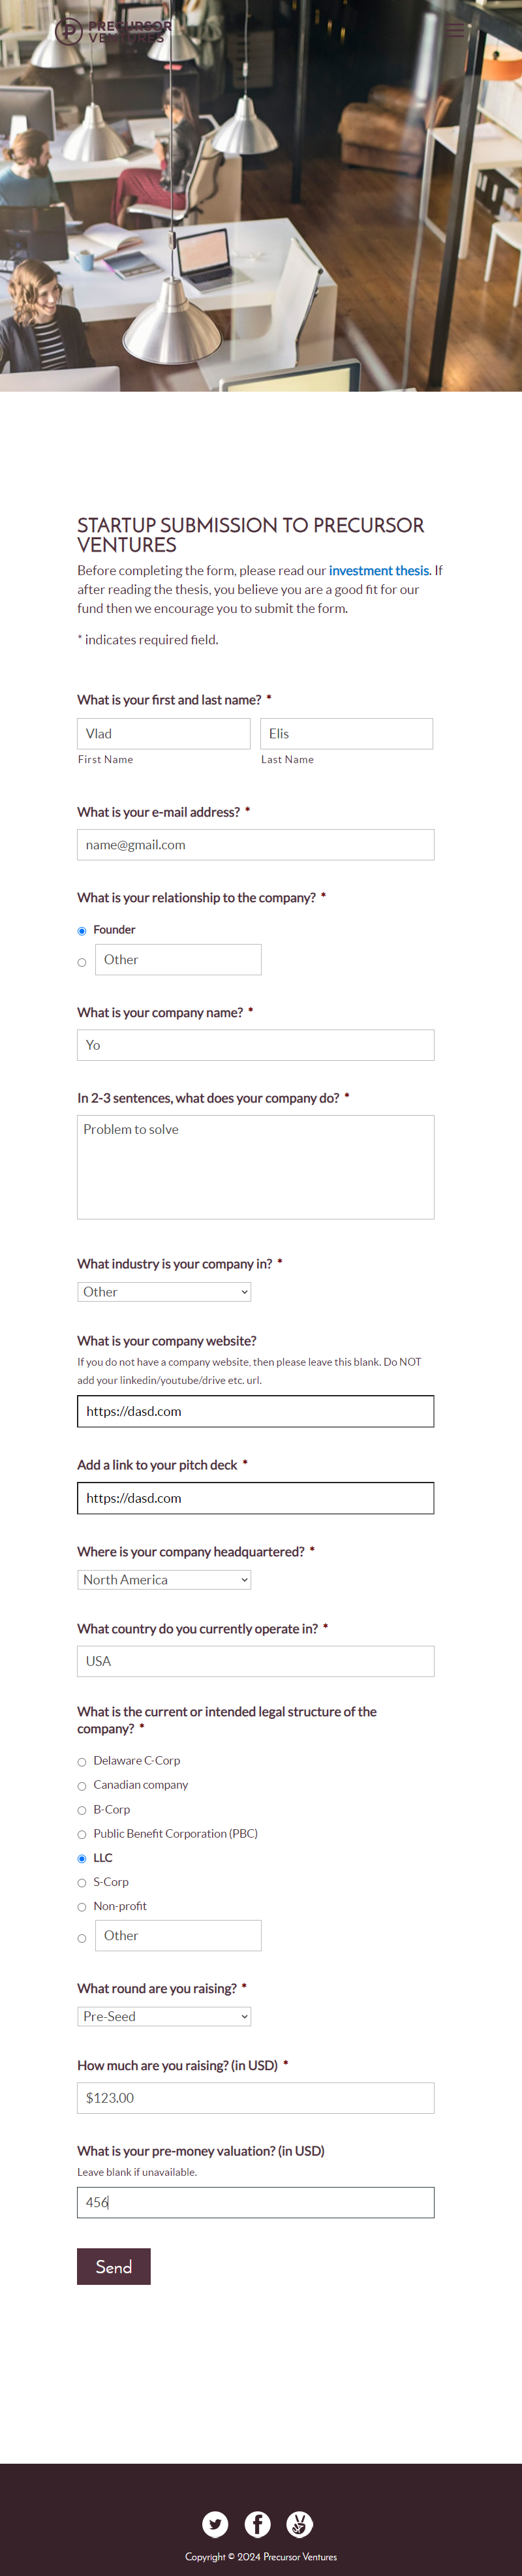 PRECURSOR
VENTURES
STARTUP SUBMISSION TO PRECURSOR
VENTURES
Before completing the form, please read our investment thesis. If
after reading the thesis, you believe you are a good fit for our
fund then we encourage you to submit the form.
* indicates required field.
What is your first and last name? *
Vlad Elis
First Name Last Name
What is your e-mail address? *
name@gmail.com
What is your relationship to the company? *
Founder
Other
What is your company name? *
Yo
In 2-3 sentences, what does your company do? *
Problem to solve
What industry is your company in? *
Other
What is your company website?
If you do not have a company website, then please leave this blank. Do NOT
add your linkedin/youtube/drive etc. url.
https://dasd.com
Add a link to your pitch deck *
https://dasd.com
Where is your company headquartered? *
North America
What country do you currently operate in? *
USA
What is the current or intended legal structure of the
company? *
Delaware C-Corp
Canadian company
B-Corp
Public Benefit Corporation (PBC)
LLC
S-Corp
Non-profit
Other
What round are you raising? *
Pre-Seed
How much are you raising? (in USD) *
$123.00
What is your pre-money valuation? (in USD)
Leave blank if unavailable.
456
Send
Copyright © 2024 Precursor Ventures